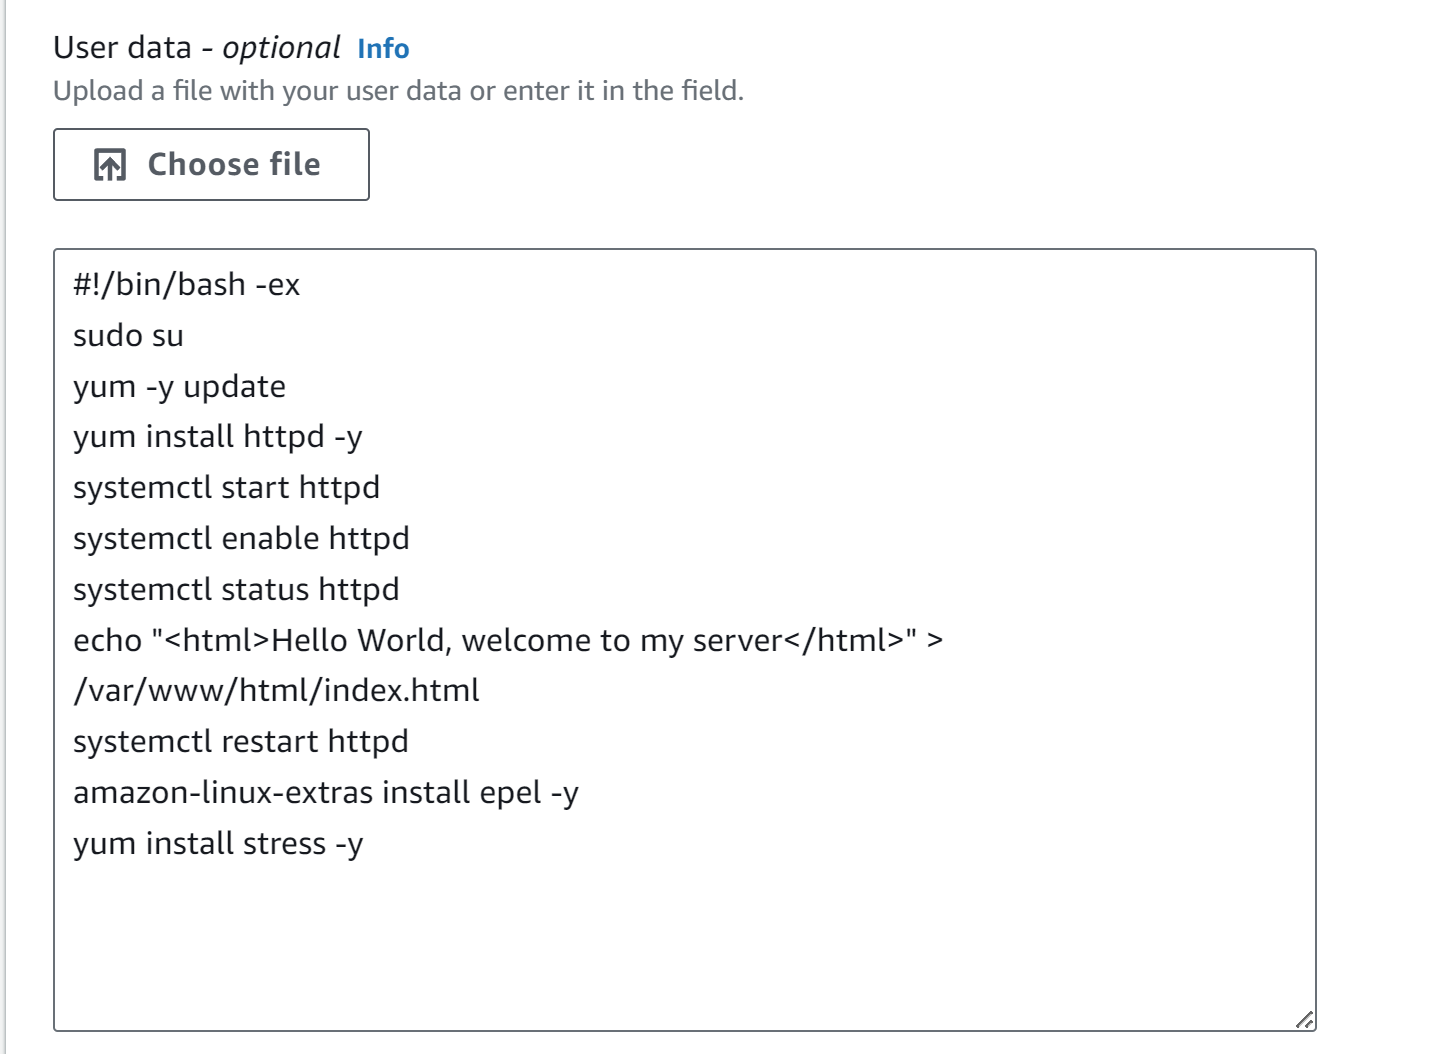 User data - optional Info
Upload a file with your user data or enter it in the field.
Choose file
#!/bin/bash -ex
sudo su
yum -y update
yum install httpd -y
systemctl start httpd
systemctl enable httpd
systemctl status httpd
echo "<html>Hello World, welcome to my server</html>" >
/var/www/html/index.html
systemctl restart httpd
amazon-linux-extras install epel -y
yum install stress -y